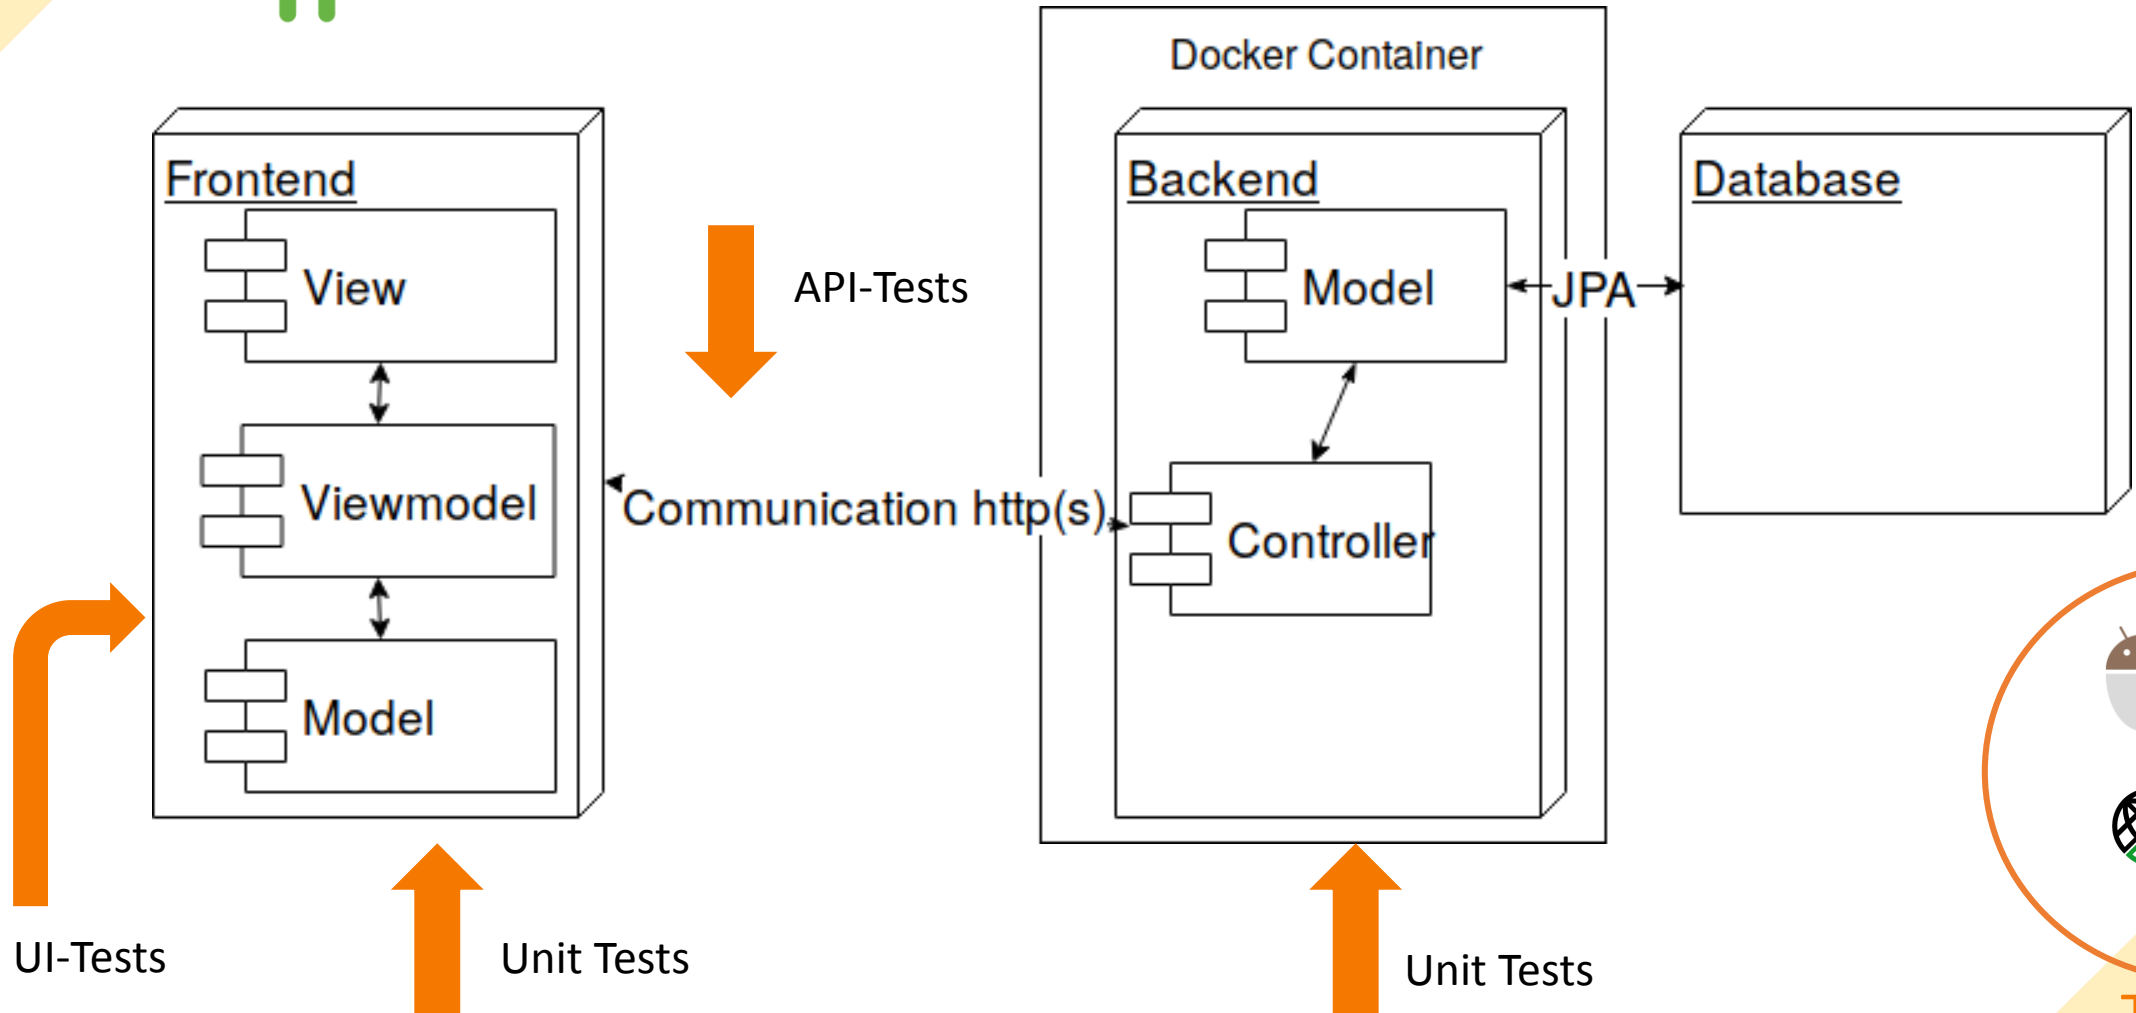 Docker Container
Frontend
Backend
Database
View
API-Tests
Model
JPA
Viewmodel
Communication http(s)
Controller
Model
UI-Tests
Unit Tests
Unit Tests